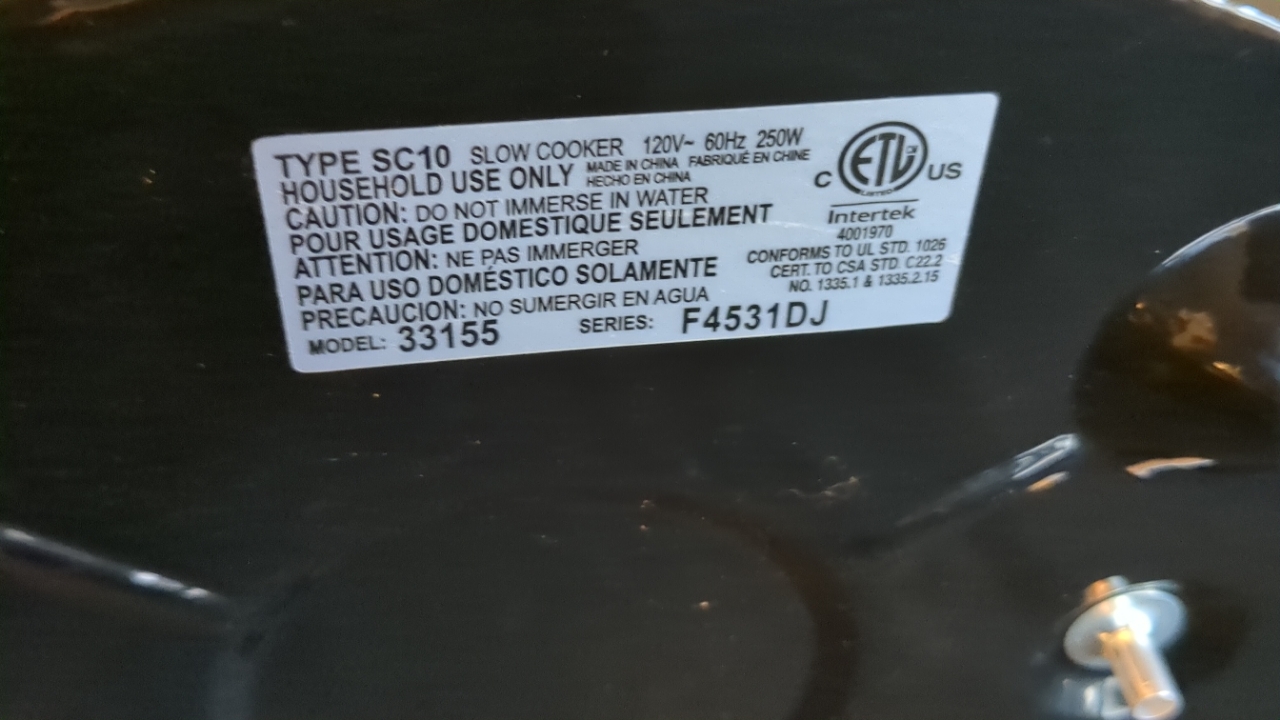 TYPE SC10 SLOW COOKER 120V~ 60Hz 250W
HOUSEHOLD USE ONLY MADE IN CHINA FABRIQUÉ EN CHINE
HECHO EN CHINA
CAUTION: DO NOT IMMERSE IN WATER
POUR USAGE DOMESTIQUE SEULEMENT
ATTENTION: NE PAS IMMERGER
PARA USO DOMÉSTICO SOLAMENTE
PRECAUCION: NO SUMERGIR EN AGUA
MODEL: 33155 SERIES: F4531DJ
C ETL US
LISTED
Intertek
4001970
CONFORMS TO UL STD. 1026
CERT. TO CSA STD. C22.2
NO. 1335.1 & 1335.2.15